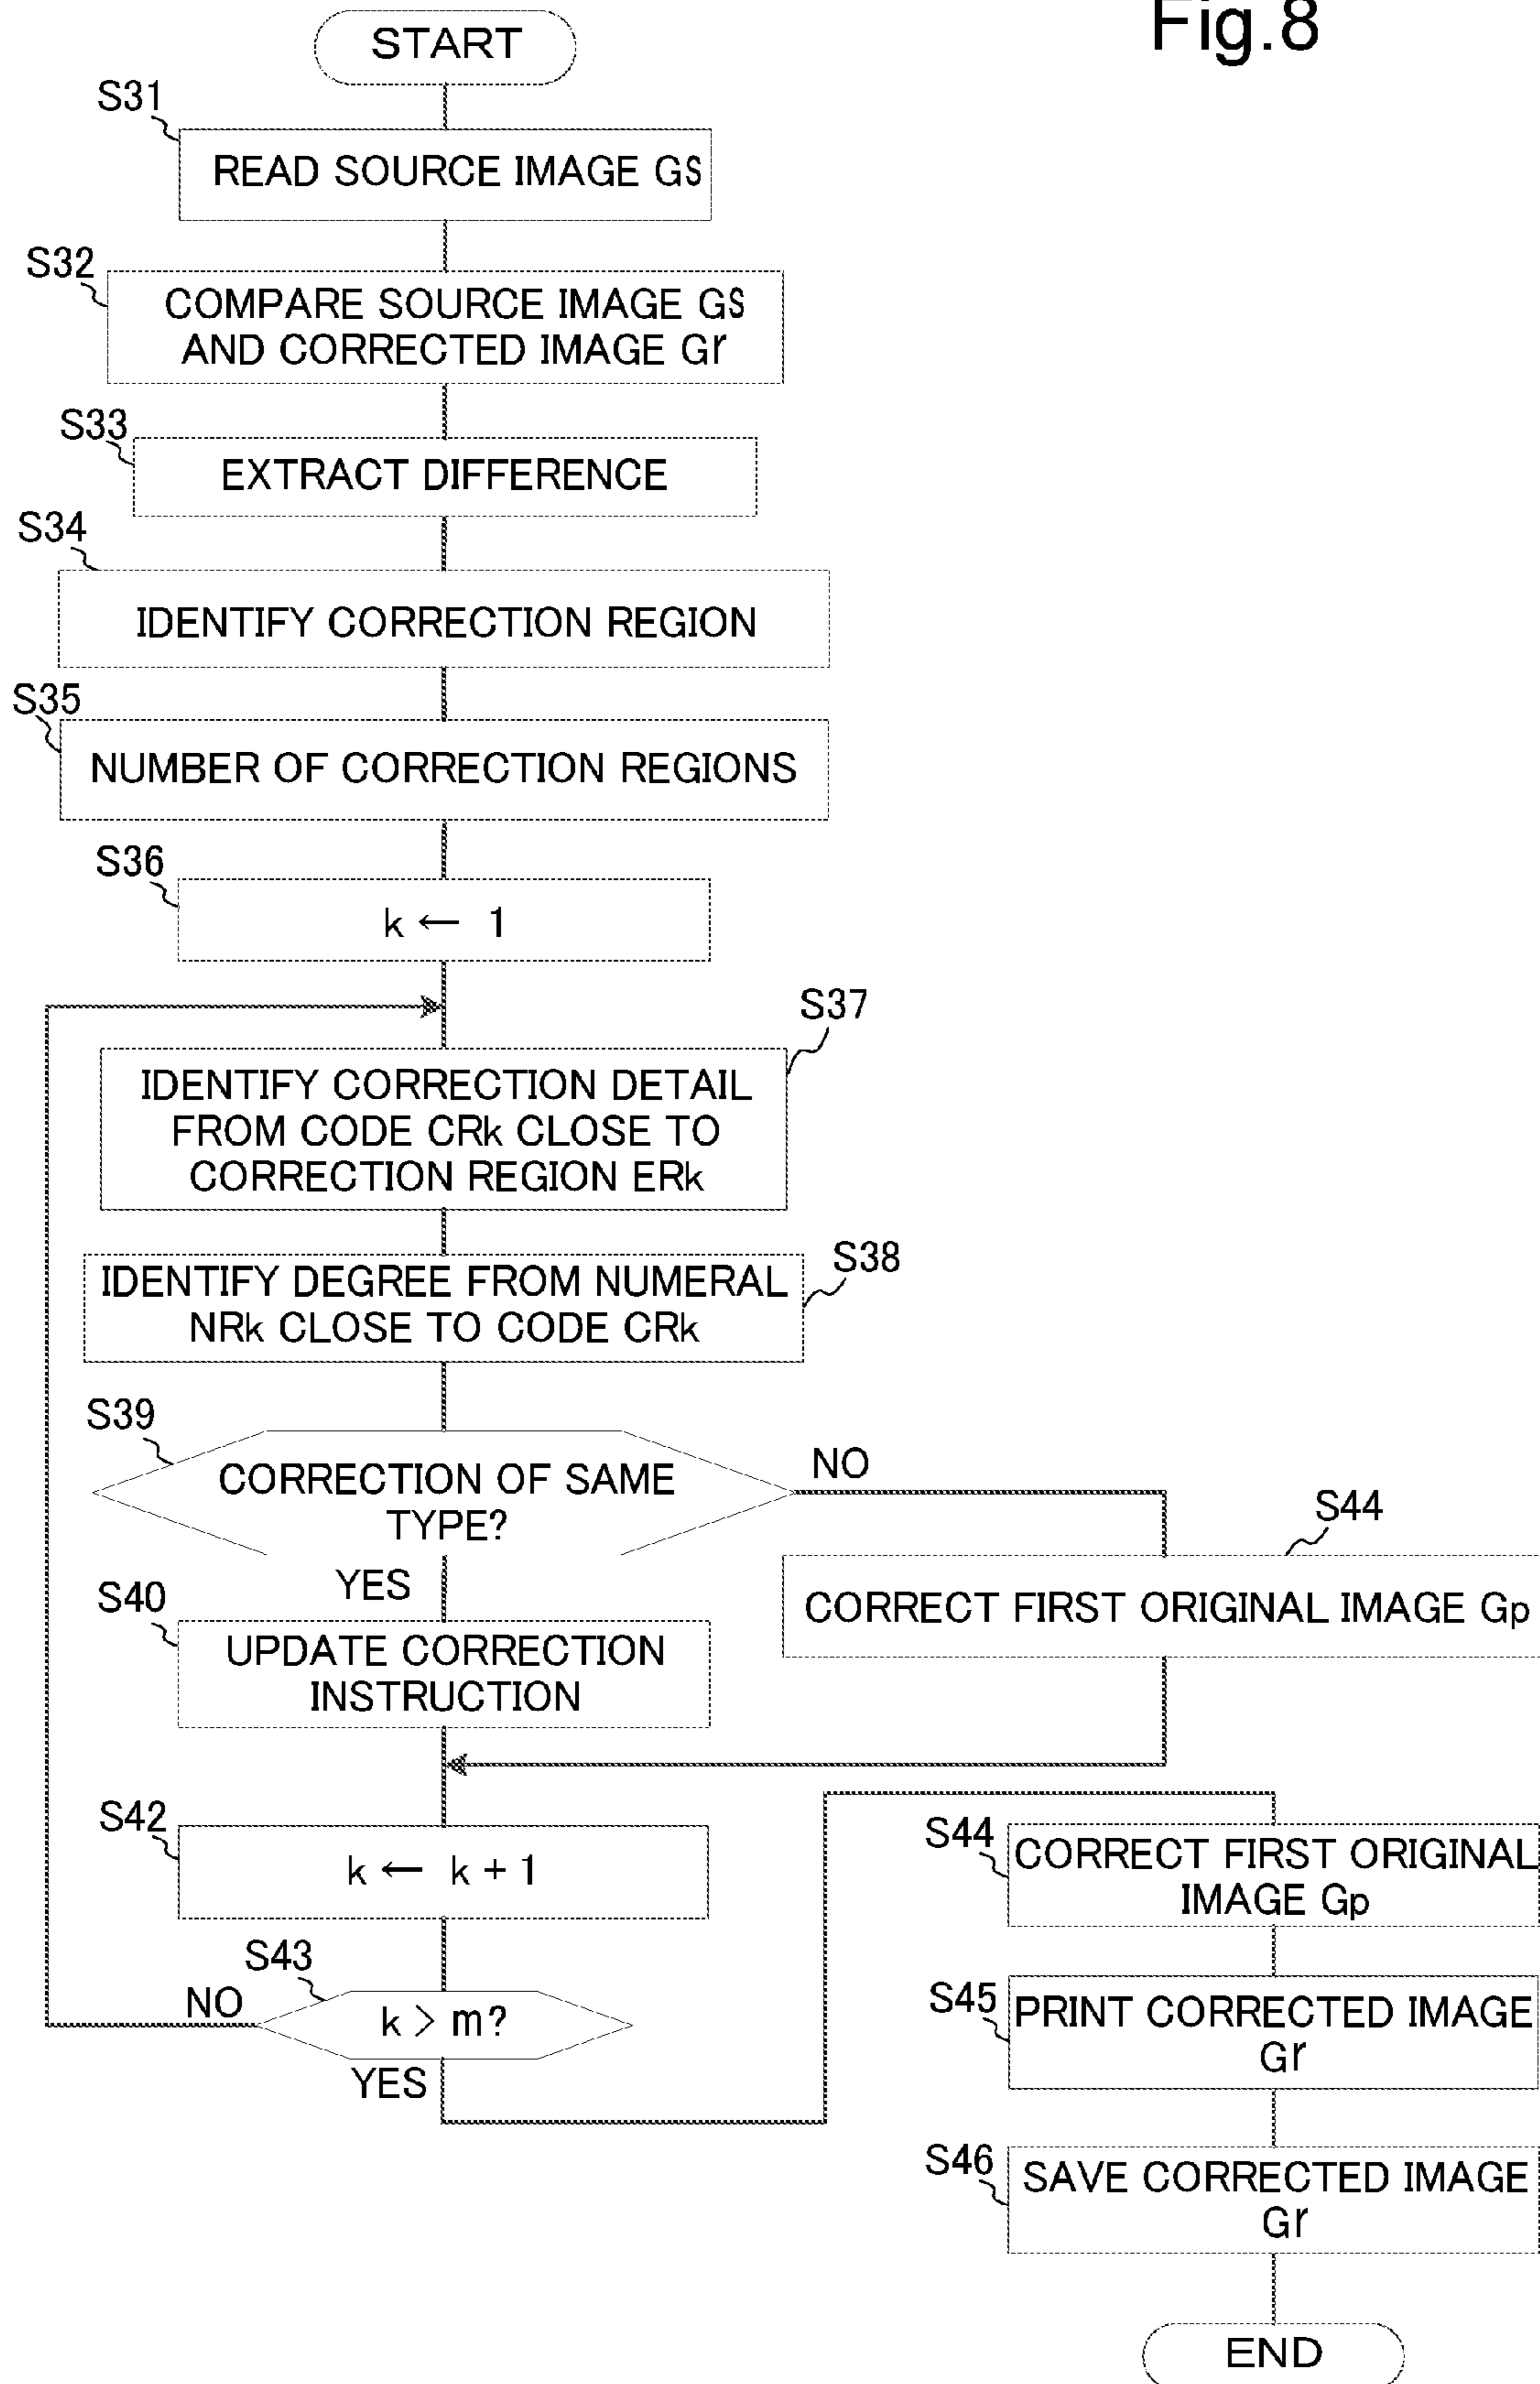 Fig.8
START
S31
READ SOURCE IMAGE Gs
S32
COMPARE SOURCE IMAGE Gs
AND CORRECTED IMAGE Gr
S33
EXTRACT DIFFERENCE
S34
IDENTIFY CORRECTION REGION
S35
NUMBER OF CORRECTION REGIONS
S36
k ← 1
S37
IDENTIFY CORRECTION DETAIL
FROM CODE CRk CLOSE TO
CORRECTION REGION ERk
S38
IDENTIFY DEGREE FROM NUMERAL
NRk CLOSE TO CODE CRk
S39
CORRECTION OF SAME
TYPE?
NO
YES
S44
CORRECT FIRST ORIGINAL IMAGE Gp
S40
UPDATE CORRECTION
INSTRUCTION
S42
k ← k + 1
S43
k > m?
NO
YES
S44
CORRECT FIRST ORIGINAL
IMAGE Gp
S45
PRINT CORRECTED IMAGE
Gr
S46
SAVE CORRECTED IMAGE
Gr
END